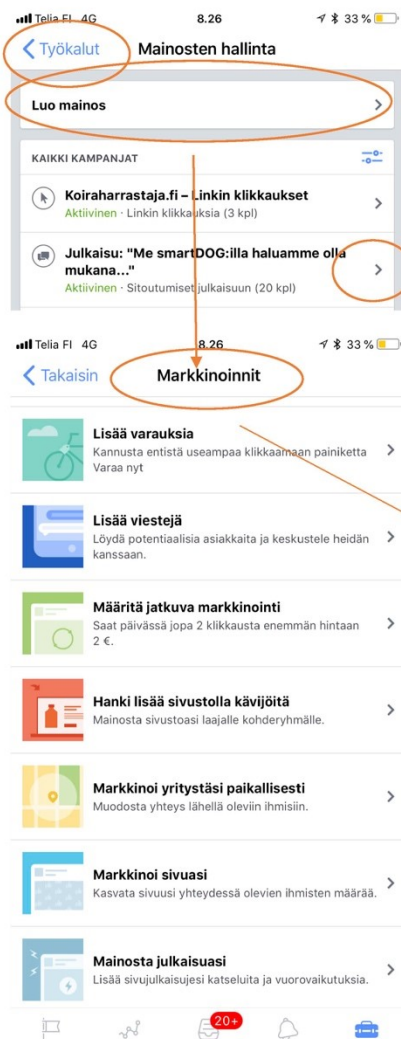 Telia FI 4G 8.26 33 %
Työkalut Mainosten hallinta
Luo mainos
KAIKKI KAMPANJAT
Koiraharrastaja.fi – Linkin klikkaukset
Aktiivinen · Linkin klikkauksia (3 kpl)
Julkaisu: "Me smartDOG:illa haluamme olla
mukana..."
Aktiivinen · Sitoutumiset julkaisuun (20 kpl)
Telia FI 4G 8.26 33 %
Takaisin Markkinoinnit
Lisää varauksia
Kannusta entistä useampaa klikkaamaan painiketta
Varaa nyt
Lisää viestejä
Löydä potentiaalisia asiakkaita ja keskustele heidän
kanssaan.
Määritä jatkuva markkinointi
Saat päivässä jopa 2 klikkausta enemmän hintaan
2 €.
Hanki lisää sivustolla kävijöitä
Mainosta sivustoasi laajalle kohderyhmälle.
Markkinoi yritystäsi paikallisesti
Muodosta yhteys lähellä oleviin ihmisiin.
Markkinoi sivuasi
Kasvata sivuusi yhteydessä olevien ihmisten määrää.
Mainosta julkaisuasi
Lisää sivujulkaisujesi katseluita ja vuorovaikutuksia.
20+